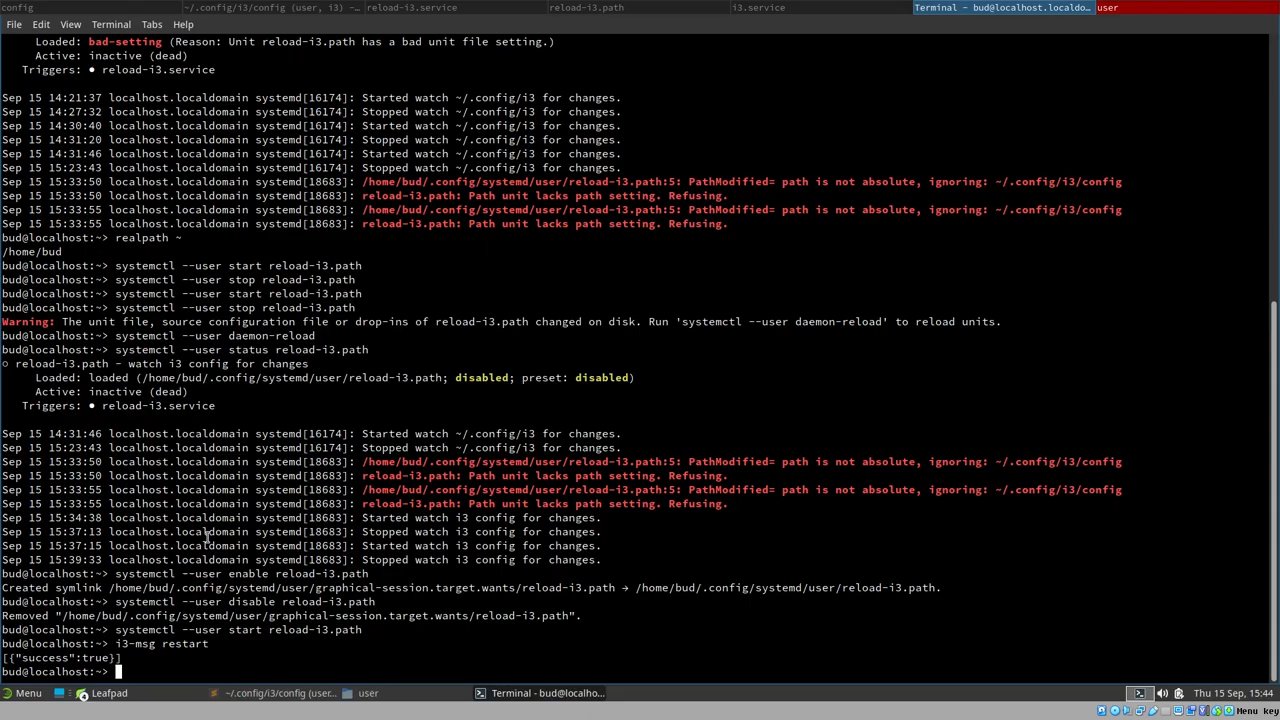 config
~/.config/i3/config (user, i3) -…
reload-i3.service
reload-i3.path
i3.service
Terminal - bud@localhost.localdo…
user
File Edit View Terminal Tabs Help
Loaded: bad-setting (Reason: Unit reload-i3.path has a bad unit file setting.)
Active: inactive (dead)
Triggers: ● reload-i3.service
Sep 15 14:21:37 localhost.localdomain systemd[16174]: Started watch ~/.config/i3 for changes.
Sep 15 14:27:32 localhost.localdomain systemd[16174]: Stopped watch ~/.config/i3 for changes.
Sep 15 14:30:40 localhost.localdomain systemd[16174]: Started watch ~/.config/i3 for changes.
Sep 15 14:31:20 localhost.localdomain systemd[16174]: Stopped watch ~/.config/i3 for changes.
Sep 15 14:31:46 localhost.localdomain systemd[16174]: Started watch ~/.config/i3 for changes.
Sep 15 15:23:43 localhost.localdomain systemd[16174]: Stopped watch ~/.config/i3 for changes.
Sep 15 15:33:50 localhost.localdomain systemd[18683]: /home/bud/.config/systemd/user/reload-i3.path:5: PathModified= path is not absolute, ignoring: ~/.config/i3/config
Sep 15 15:33:50 localhost.localdomain systemd[18683]: reload-i3.path: Path unit lacks path setting. Refusing.
Sep 15 15:33:55 localhost.localdomain systemd[18683]: /home/bud/.config/systemd/user/reload-i3.path:5: PathModified= path is not absolute, ignoring: ~/.config/i3/config
Sep 15 15:33:55 localhost.localdomain systemd[18683]: reload-i3.path: Path unit lacks path setting. Refusing.
bud@localhost:~> realpath ~
/home/bud
bud@localhost:~> systemctl --user start reload-i3.path
bud@localhost:~> systemctl --user stop reload-i3.path
bud@localhost:~> systemctl --user start reload-i3.path
bud@localhost:~> systemctl --user stop reload-i3.path
Warning: The unit file, source configuration file or drop-ins of reload-i3.path changed on disk. Run 'systemctl --user daemon-reload' to reload units.
bud@localhost:~> systemctl --user daemon-reload
bud@localhost:~> systemctl --user status reload-i3.path
○ reload-i3.path - watch i3 config for changes
Loaded: loaded (/home/bud/.config/systemd/user/reload-i3.path; disabled; preset: disabled)
Active: inactive (dead)
Triggers: ● reload-i3.service
Sep 15 14:31:46 localhost.localdomain systemd[16174]: Started watch ~/.config/i3 for changes.
Sep 15 15:23:43 localhost.localdomain systemd[16174]: Stopped watch ~/.config/i3 for changes.
Sep 15 15:33:50 localhost.localdomain systemd[18683]: /home/bud/.config/systemd/user/reload-i3.path:5: PathModified= path is not absolute, ignoring: ~/.config/i3/config
Sep 15 15:33:50 localhost.localdomain systemd[18683]: reload-i3.path: Path unit lacks path setting. Refusing.
Sep 15 15:33:55 localhost.localdomain systemd[18683]: /home/bud/.config/systemd/user/reload-i3.path:5: PathModified= path is not absolute, ignoring: ~/.config/i3/config
Sep 15 15:33:55 localhost.localdomain systemd[18683]: reload-i3.path: Path unit lacks path setting. Refusing.
Sep 15 15:34:38 localhost.localdomain systemd[18683]: Started watch i3 config for changes.
Sep 15 15:37:13 localhost.localdomain systemd[18683]: Stopped watch i3 config for changes.
Sep 15 15:37:15 localhost.localdomain systemd[18683]: Started watch i3 config for changes.
Sep 15 15:39:33 localhost.localdomain systemd[18683]: Stopped watch i3 config for changes.
bud@localhost:~> systemctl --user enable reload-i3.path
Created symlink /home/bud/.config/systemd/user/graphical-session.target.wants/reload-i3.path → /home/bud/.config/systemd/user/reload-i3.path.
bud@localhost:~> systemctl --user disable reload-i3.path
Removed "/home/bud/.config/systemd/user/graphical-session.target.wants/reload-i3.path".
bud@localhost:~> systemctl --user start reload-i3.path
bud@localhost:~> i3-msg restart
[{"success":true}]
bud@localhost:~>
Menu Leafpad ~/.config/i3/config (user... user Terminal - bud@localho... Thu 15 Sep, 15:44
Menu key